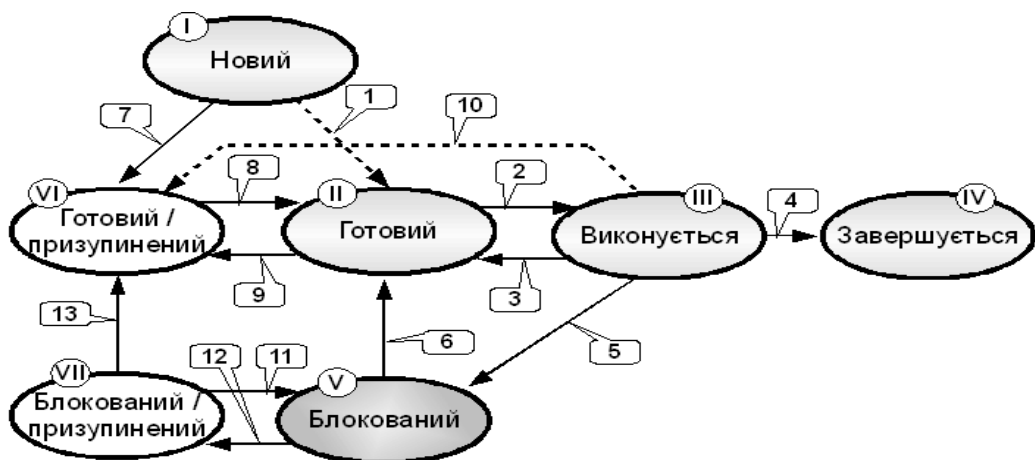 I
Новий
7
1
10
VI
8
II
2
III
4
IV
Готовий /
призупинений
Готовий
Виконується
Завершується
9
3
13
12
11
6
5
VII
V
Блокований /
призупинений
Блокований